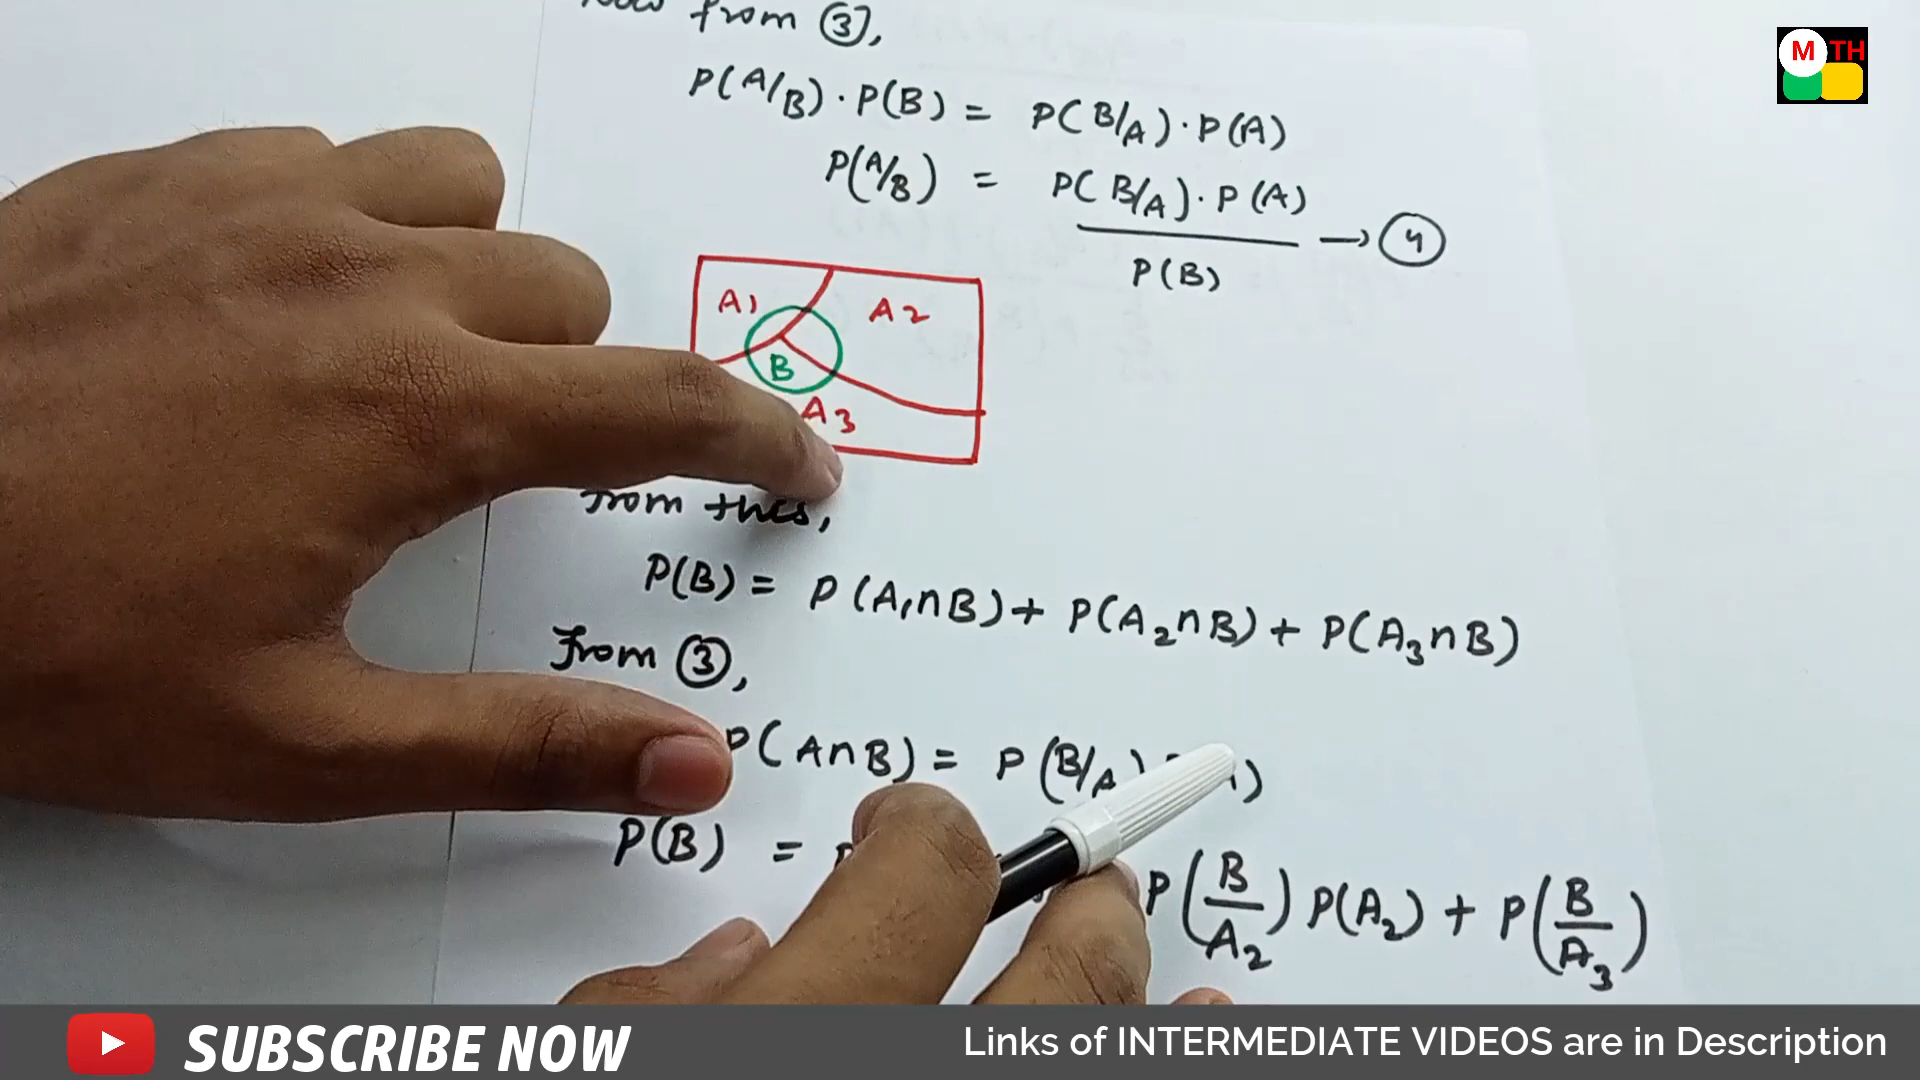 from ③,
P(A/B) · P(B) = P(B/A) · P(A)
P(A/B) = P(B/A) · P(A)
P(B)
→ ④
A1
A2
B
A3
from this,
P(B) = P(A₁∩B) + P(A₂∩B) + P(A₃∩B)
From ③,
P(A∩B) = P(B/A)
P(B) = P(B/A₂) P(A₂) + P(B/A₃)
M TH
SUBSCRIBE NOW
Links of INTERMEDIATE VIDEOS are in Description